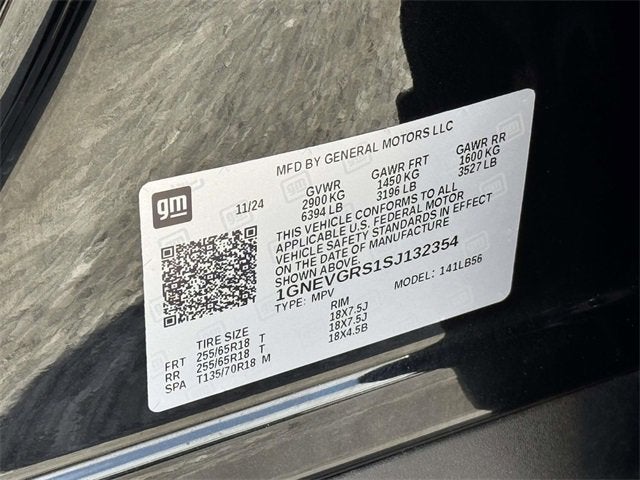 MFD BY GENERAL MOTORS LLC
gm
11/24
GVWR
2900 KG
6394 LB
GAWR FRT
1450 KG
3196 LB
GAWR RR
1600 KG
3527 LB
THIS VEHICLE CONFORMS TO ALL
APPLICABLE U.S. FEDERAL MOTOR
VEHICLE SAFETY STANDARDS IN EFFECT
ON THE DATE OF MANUFACTURE
SHOWN ABOVE.
1GNEVGRS1SJ132354
TYPE: MPV
MODEL: 141LB56
TIRE SIZE RIM
FRT 255/65R18 T 18X7.5J
RR 255/65R18 T 18X7.5J
SPA T135/70R18 M 18X4.5B